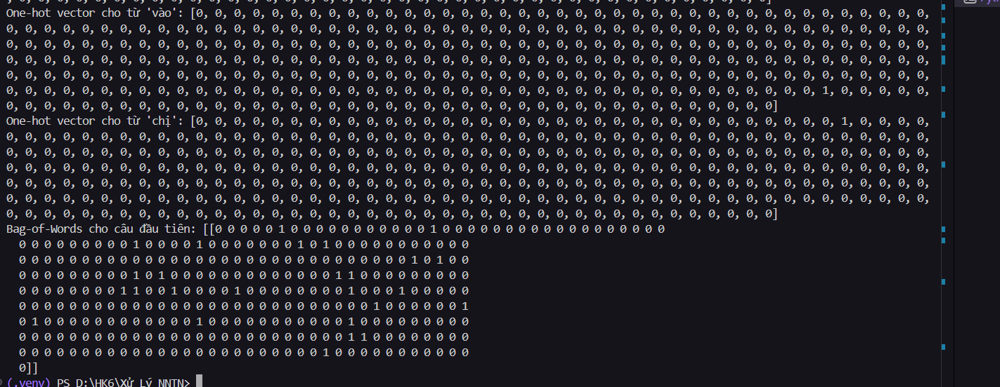 One-hot vector cho từ 'vào': [0, 0, 0, 0, 0, 0, 0, 0, 0, 0, 0, 0, 0, 0, 0, 0, 0, 0, 0, 0, 0, 0, 0, 0, 0, 0, 0, 0, 0, 0, 0, 0, 0, 0, 0, 0, 0, 0, 0,
0, 0, 0, 0, 0, 0, 0, 0, 0, 0, 0, 0, 0, 0, 0, 0, 0, 0, 0, 0, 0, 0, 0, 0, 0, 0, 0, 0, 0, 0, 0, 0, 0, 0, 0, 0, 0, 0, 0, 0, 0, 0, 0, 0, 0, 0, 0, 0, 0,
0, 0, 0, 0, 0, 0, 0, 0, 0, 0, 0, 0, 0, 0, 0, 0, 0, 0, 0, 0, 0, 0, 0, 0, 0, 0, 0, 0, 0, 0, 0, 0, 0, 0, 0, 0, 0, 0, 0, 0, 0, 0, 0, 0, 0, 0, 0, 0, 0,
0, 0, 0, 0, 0, 0, 0, 0, 0, 0, 0, 0, 0, 0, 0, 0, 0, 0, 0, 0, 0, 0, 0, 0, 0, 0, 0, 0, 0, 0, 0, 0, 0, 0, 0, 0, 0, 0, 0, 0, 0, 0, 0, 0, 0, 0, 0, 0, 0,
0, 0, 0, 0, 0, 0, 0, 0, 0, 0, 0, 0, 0, 0, 0, 0, 0, 0, 0, 0, 0, 0, 0, 0, 0, 0, 0, 0, 0, 0, 0, 0, 0, 0, 0, 0, 0, 0, 0, 0, 0, 0, 0, 0, 0, 0, 0, 0, 0,
0, 0, 0, 0, 0, 0, 0, 0, 0, 0, 0, 0, 0, 0, 0, 0, 0, 0, 0, 0, 0, 0, 0, 0, 0, 0, 0, 0, 0, 0, 0, 0, 0, 0, 0, 0, 0, 0, 0, 0, 0, 0, 0, 1, 0, 0, 0, 0, 0,
0, 0, 0, 0, 0, 0, 0, 0, 0, 0, 0, 0, 0, 0, 0, 0, 0, 0, 0, 0, 0, 0, 0, 0, 0, 0, 0, 0, 0, 0, 0, 0, 0, 0, 0, 0, 0, 0, 0, 0, 0]
One-hot vector cho từ 'chị': [0, 0, 0, 0, 0, 0, 0, 0, 0, 0, 0, 0, 0, 0, 0, 0, 0, 0, 0, 0, 0, 0, 0, 0, 0, 0, 0, 0, 0, 0, 0, 0, 0, 0, 1, 0, 0, 0, 0,
0, 0, 0, 0, 0, 0, 0, 0, 0, 0, 0, 0, 0, 0, 0, 0, 0, 0, 0, 0, 0, 0, 0, 0, 0, 0, 0, 0, 0, 0, 0, 0, 0, 0, 0, 0, 0, 0, 0, 0, 0, 0, 0, 0, 0, 0, 0, 0, 0,
0, 0, 0, 0, 0, 0, 0, 0, 0, 0, 0, 0, 0, 0, 0, 0, 0, 0, 0, 0, 0, 0, 0, 0, 0, 0, 0, 0, 0, 0, 0, 0, 0, 0, 0, 0, 0, 0, 0, 0, 0, 0, 0, 0, 0, 0, 0, 0, 0,
0, 0, 0, 0, 0, 0, 0, 0, 0, 0, 0, 0, 0, 0, 0, 0, 0, 0, 0, 0, 0, 0, 0, 0, 0, 0, 0, 0, 0, 0, 0, 0, 0, 0, 0, 0, 0, 0, 0, 0, 0, 0, 0, 0, 0, 0, 0, 0, 0,
0, 0, 0, 0, 0, 0, 0, 0, 0, 0, 0, 0, 0, 0, 0, 0, 0, 0, 0, 0, 0, 0, 0, 0, 0, 0, 0, 0, 0, 0, 0, 0, 0, 0, 0, 0, 0, 0, 0, 0, 0, 0, 0, 0, 0, 0, 0, 0, 0,
0, 0, 0, 0, 0, 0, 0, 0, 0, 0, 0, 0, 0, 0, 0, 0, 0, 0, 0, 0, 0, 0, 0, 0, 0, 0, 0, 0, 0, 0, 0, 0, 0, 0, 0, 0, 0, 0, 0, 0, 0, 0, 0, 0, 0, 0, 0, 0, 0,
0, 0, 0, 0, 0, 0, 0, 0, 0, 0, 0, 0, 0, 0, 0, 0, 0, 0, 0, 0, 0, 0, 0, 0, 0, 0, 0, 0, 0, 0, 0, 0, 0, 0, 0, 0, 0, 0, 0, 0, 0]
Bag-of-Words cho câu đầu tiên: [[0 0 0 0 0 1 0 0 0 0 0 0 0 0 0 0 0 1 0 0 0 0 0 0 0 0 0 0 0 0 0 0 0 0 0 0
0 0 0 0 0 0 0 0 0 1 0 0 0 0 1 0 0 0 0 0 0 0 1 0 1 0 0 0 0 0 0 0 0 0 0 0
0 0 0 0 0 0 0 0 0 0 0 0 0 0 0 0 0 0 0 0 0 0 0 0 0 0 0 0 0 0 0 1 0 1 0 0
0 0 0 0 0 0 0 0 0 1 0 1 0 0 0 0 0 0 0 0 0 0 0 0 0 1 1 0 0 0 0 0 0 0 0 0
0 0 0 0 0 0 0 0 1 1 0 0 1 0 0 0 0 1 0 0 0 0 0 0 0 0 1 0 0 0 1 0 0 0 0 0
0 0 0 0 0 0 0 0 0 0 0 0 0 0 0 0 0 0 0 0 0 0 0 0 0 0 0 0 1 0 0 0 0 0 0 1
0 1 0 0 0 0 0 0 0 0 0 0 0 0 1 0 0 0 0 0 0 0 0 0 0 0 1 0 0 0 0 0 0 0 0 0
0 0 0 0 0 0 0 0 0 0 0 0 0 0 0 0 0 0 0 0 0 0 0 0 0 0 1 1 0 0 0 0 0 0 0 0
0 0 0 0 0 0 0 0 0 0 0 0 0 0 0 0 0 0 0 0 0 0 0 0 1 0 0 0 0 0 0 0 0 0 0 0
0]]
(.venv) PS D:\HK6\Xử Lý NNTN>